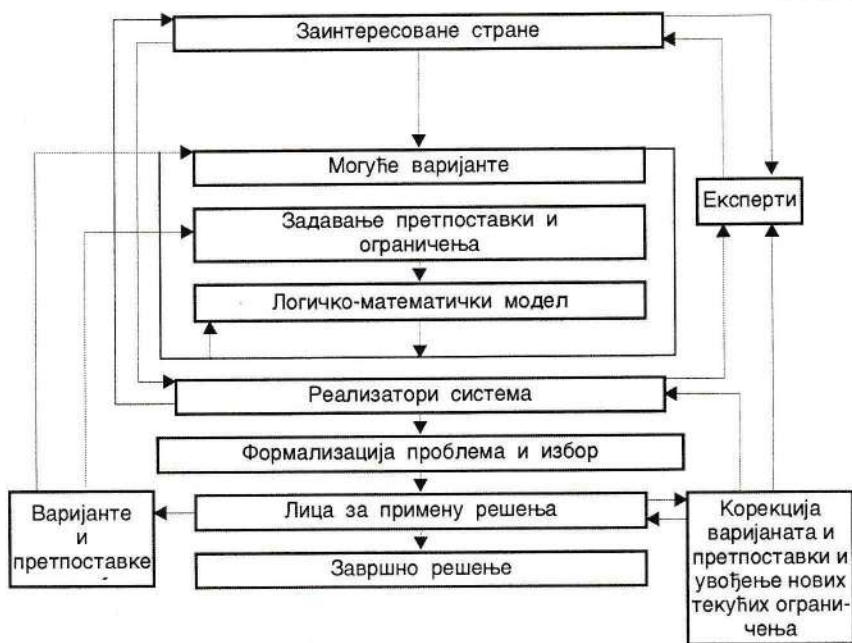 Заинтересоване стране
Могуће варијанте
Експерти
Задавање претпоставки и
ограничења
Логичко-математички модел
Реализатори система
Формализација проблема и избор
Варијанте
и
претпоставке
Лица за примену решења
Корекција
варијаната и
претпоставки и
увођење нових
текућих ограни-
чења
Завршно решење